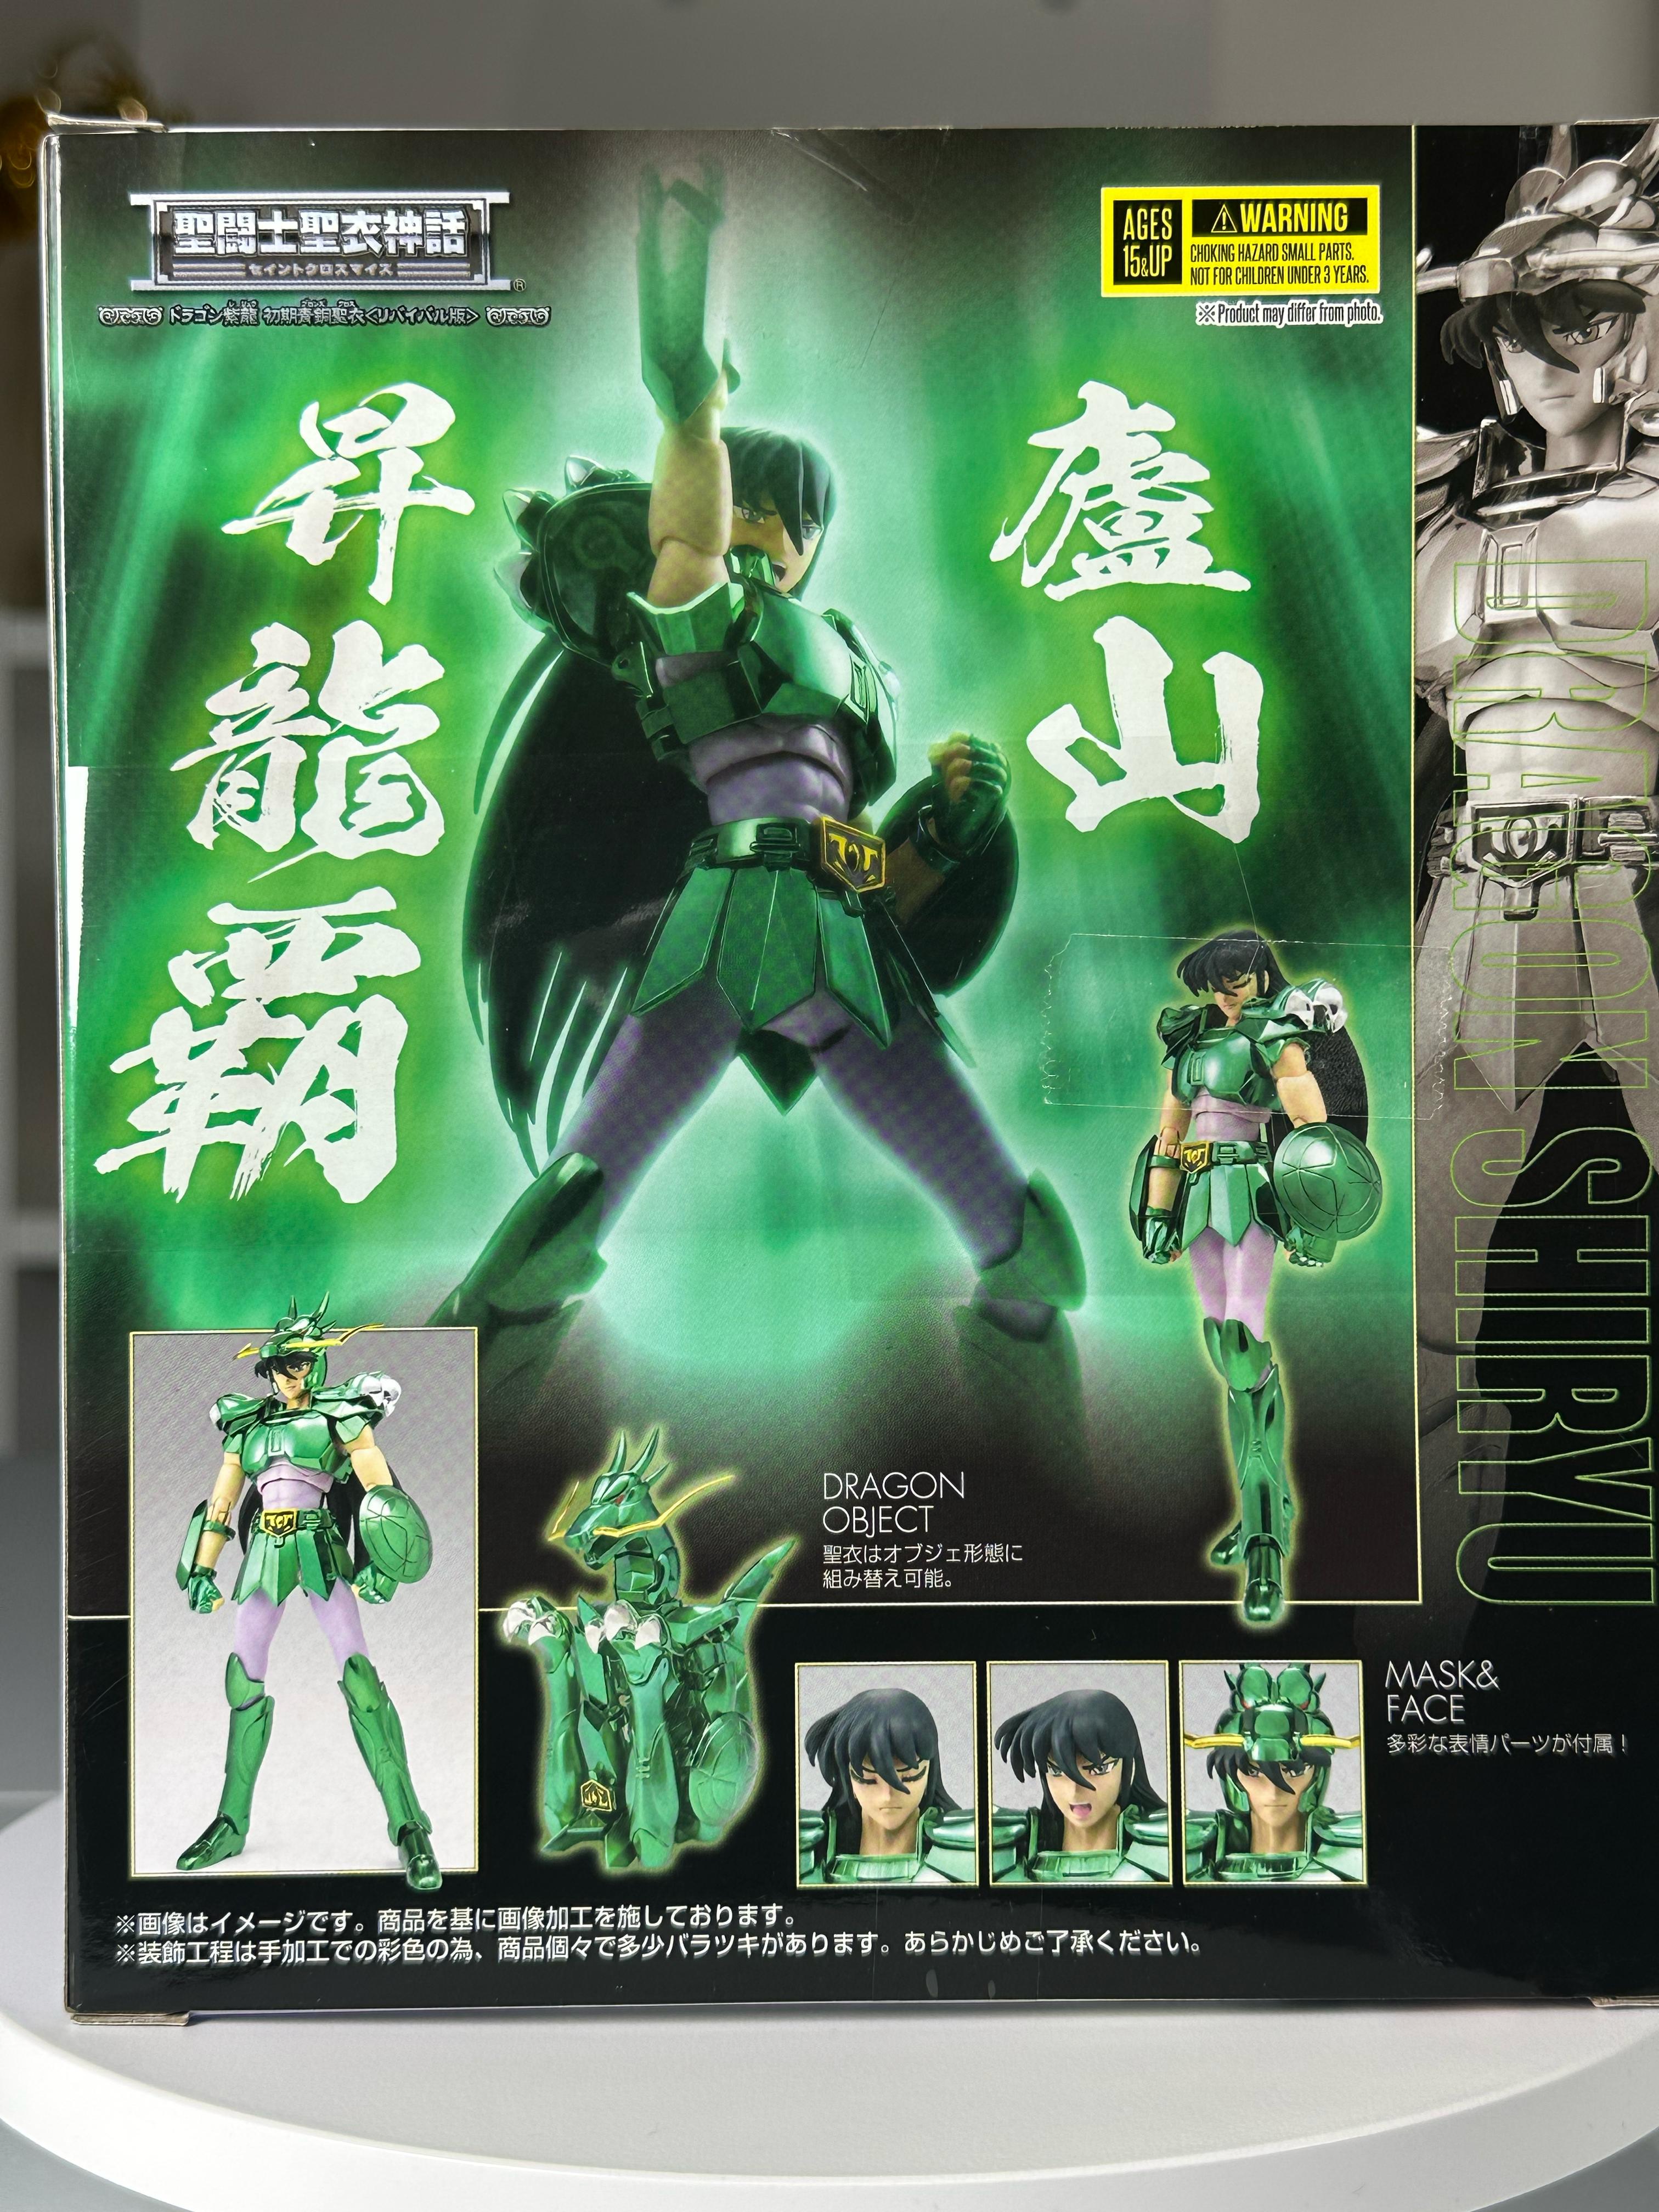 聖闘士聖衣神話
セイントクロスマイス
®
ドラゴン紫龍 初期青銅聖衣<リバイバル版>
AGES
15&UP
⚠WARNING
CHOKING HAZARD SMALL PARTS.
NOT FOR CHILDREN UNDER 3 YEARS.
※Product may differ from photo.
廬山
昇龍覇
DRAGON SHIRYU
DRAGON
OBJECT
聖衣はオブジェ形態に
組み替え可能。
MASK&
FACE
多彩な表情パーツが付属！
※画像はイメージです。商品を基に画像加工を施しております。
※装飾工程は手加工での彩色の為、商品個々で多少バラツキがあります。あらかじめご了承ください。